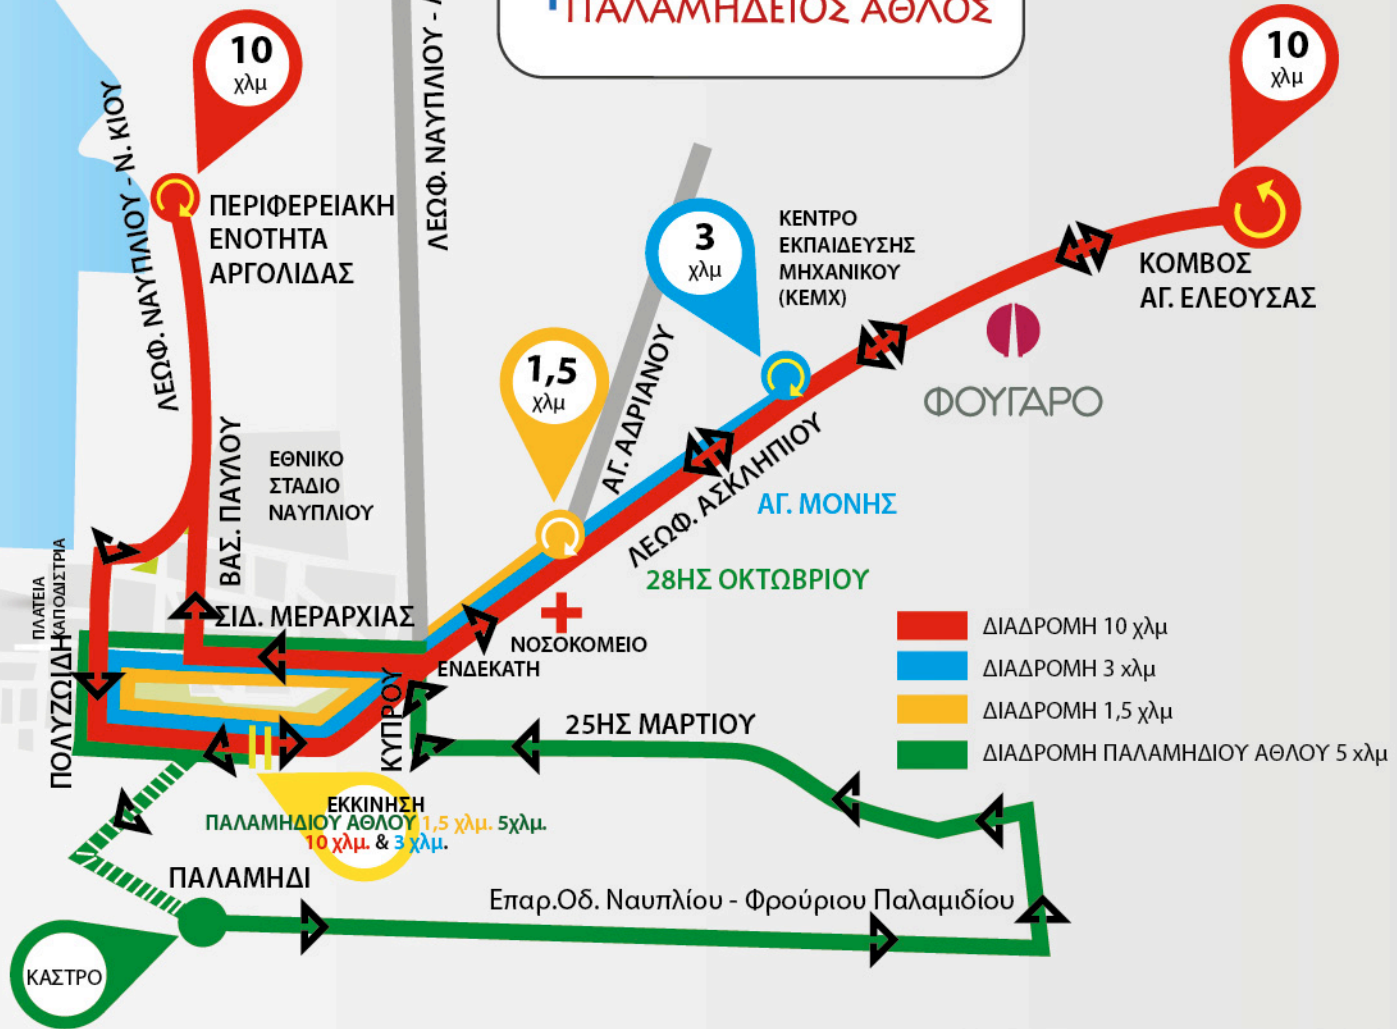 ΠΑΛΑΜΗΔΕΙΟΣ ΑΘΛΟΣ
10
χλμ
10
χλμ
ΛΕΩΦ. ΝΑΥΠΛΙΟΥ - Ν. ΚΙΟΥ
ΛΕΩΦ. ΝΑΥΠΛΙΟΥ -
ΠΕΡΙΦΕΡΕΙΑΚΗ
ΕΝΟΤΗΤΑ
ΑΡΓΟΛΙΔΑΣ
3
χλμ
ΚΕΝΤΡΟ
ΕΚΠΑΙΔΕΥΣΗΣ
ΜΗΧΑΝΙΚΟΥ
(ΚΕΜΧ)
ΚΟΜΒΟΣ
ΑΓ. ΕΛΕΟΥΣΑΣ
1,5
χλμ
ΑΓ. ΑΔΡΙΑΝΟΥ
ΦΟΥΓΑΡΟ
ΛΕΩΦ. ΑΣΚΛΗΠΙΟΥ
ΑΓ. ΜΟΝΗΣ
28ΗΣ ΟΚΤΩΒΡΙΟΥ
ΒΑΣ. ΠΑΥΛΟΥ
ΕΘΝΙΚΟ
ΣΤΑΔΙΟ
ΝΑΥΠΛΙΟΥ
ΠΛΑΤΕΙΑ
ΚΑΠΟΔΙΣΤΡΙΑ
ΣΙΔ. ΜΕΡΑΡΧΙΑΣ
ΝΟΣΟΚΟΜΕΙΟ
ΕΝΔΕΚΑΤΗ
ΠΟΛΥΖΩΙΔΗ
ΚΥΠΡΟΥ
25ΗΣ ΜΑΡΤΙΟΥ
ΔΙΑΔΡΟΜΗ 10 χλμ
ΔΙΑΔΡΟΜΗ 3 χλμ
ΔΙΑΔΡΟΜΗ 1,5 χλμ
ΔΙΑΔΡΟΜΗ ΠΑΛΑΜΗΔΙΟΥ ΑΘΛΟΥ 5 χλμ
ΕΚΚΙΝΗΣΗ
ΠΑΛΑΜΗΔΙΟΥ ΑΘΛΟΥ 1,5 χλμ. 5χλμ.
10 χλμ. & 3 χλμ.
ΠΑΛΑΜΗΔΙ
Επαρ.Οδ. Ναυπλίου - Φρούριου Παλαμιδίου
ΚΑΣΤΡΟ